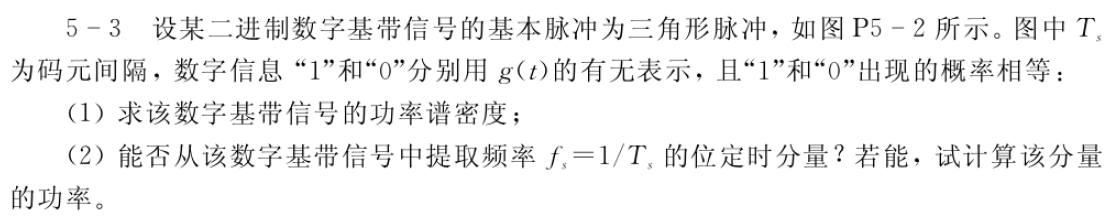 5-3 设某二进制数字基带信号的基本脉冲为三角形脉冲，如图 P5-2 所示。图中 Tₛ
为码元间隔，数字信息“1”和“0”分别用 g(t)的有无表示，且“1”和“0”出现的概率相等：
（1）求该数字基带信号的功率谱密度；
（2）能否从该数字基带信号中提取频率 fₛ=1/Tₛ 的位定时分量？若能，试计算该分量
的功率。